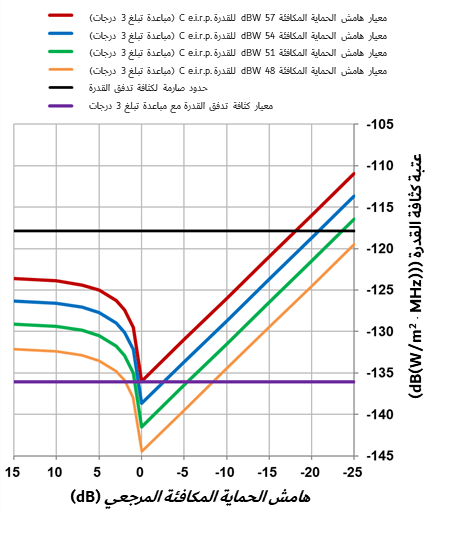 معيار هامش الحماية المكافئة 57 dBW للقدرة C e.i.r.p. (مباعدة تبلغ 3 درجات)
معيار هامش الحماية المكافئة 54 dBW للقدرة C e.i.r.p. (مباعدة تبلغ 3 درجات)
معيار هامش الحماية المكافئة 51 dBW للقدرة C e.i.r.p. (مباعدة تبلغ 3 درجات)
معيار هامش الحماية المكافئة 48 dBW للقدرة C e.i.r.p. (مباعدة تبلغ 3 درجات)
حدود صارمة لكثافة تدفق القدرة
معيار كثافة تدفق القدرة مع مباعدة تبلغ 3 درجات
-105
-110
-115
-120
-125
-130
-135
-140
-145
عتبة كثافة القدرة (((dB(W/m² · MHz)
15 10 5 0 -5 -10 -15 -20 -25
هامش الحماية المكافئة المرجعي (dB)